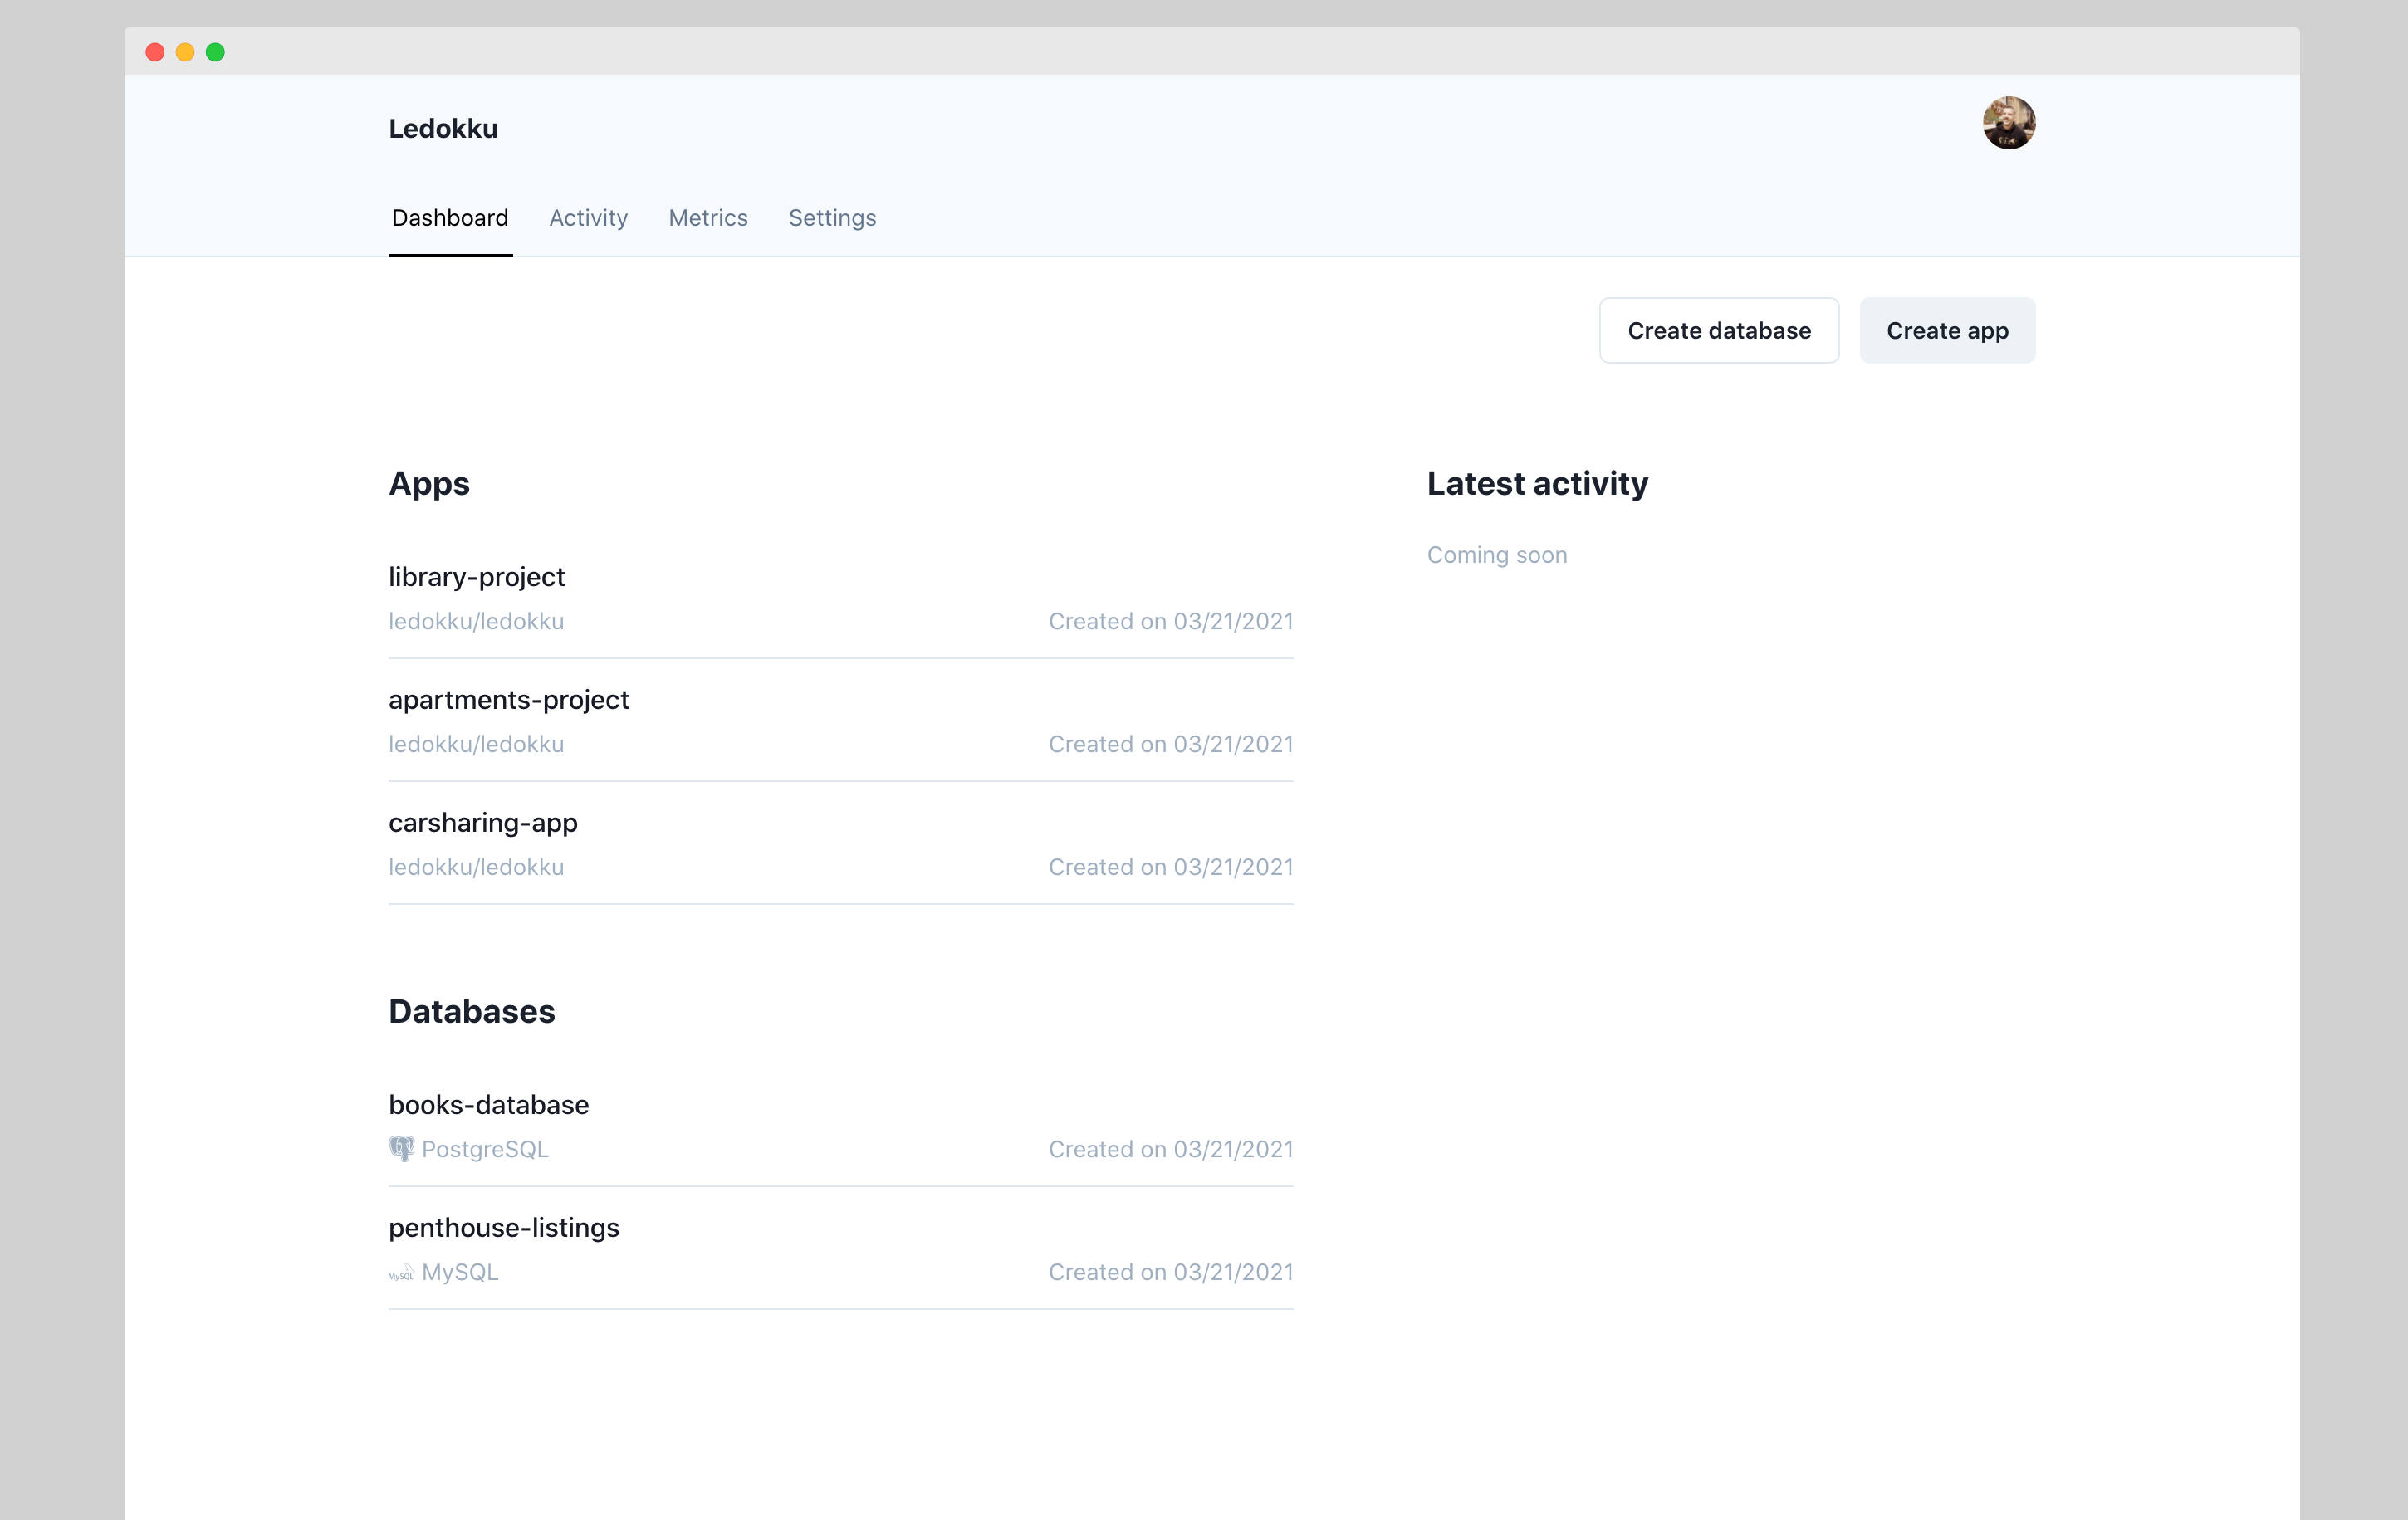 Ledokku
Dashboard Activity Metrics Settings
Create database Create app
Apps
library-project
ledokku/ledokku Created on 03/21/2021
apartments-project
ledokku/ledokku Created on 03/21/2021
carsharing-app
ledokku/ledokku Created on 03/21/2021
Databases
books-database
PostgreSQL Created on 03/21/2021
penthouse-listings
MySQL MySQL Created on 03/21/2021
Latest activity
Coming soon